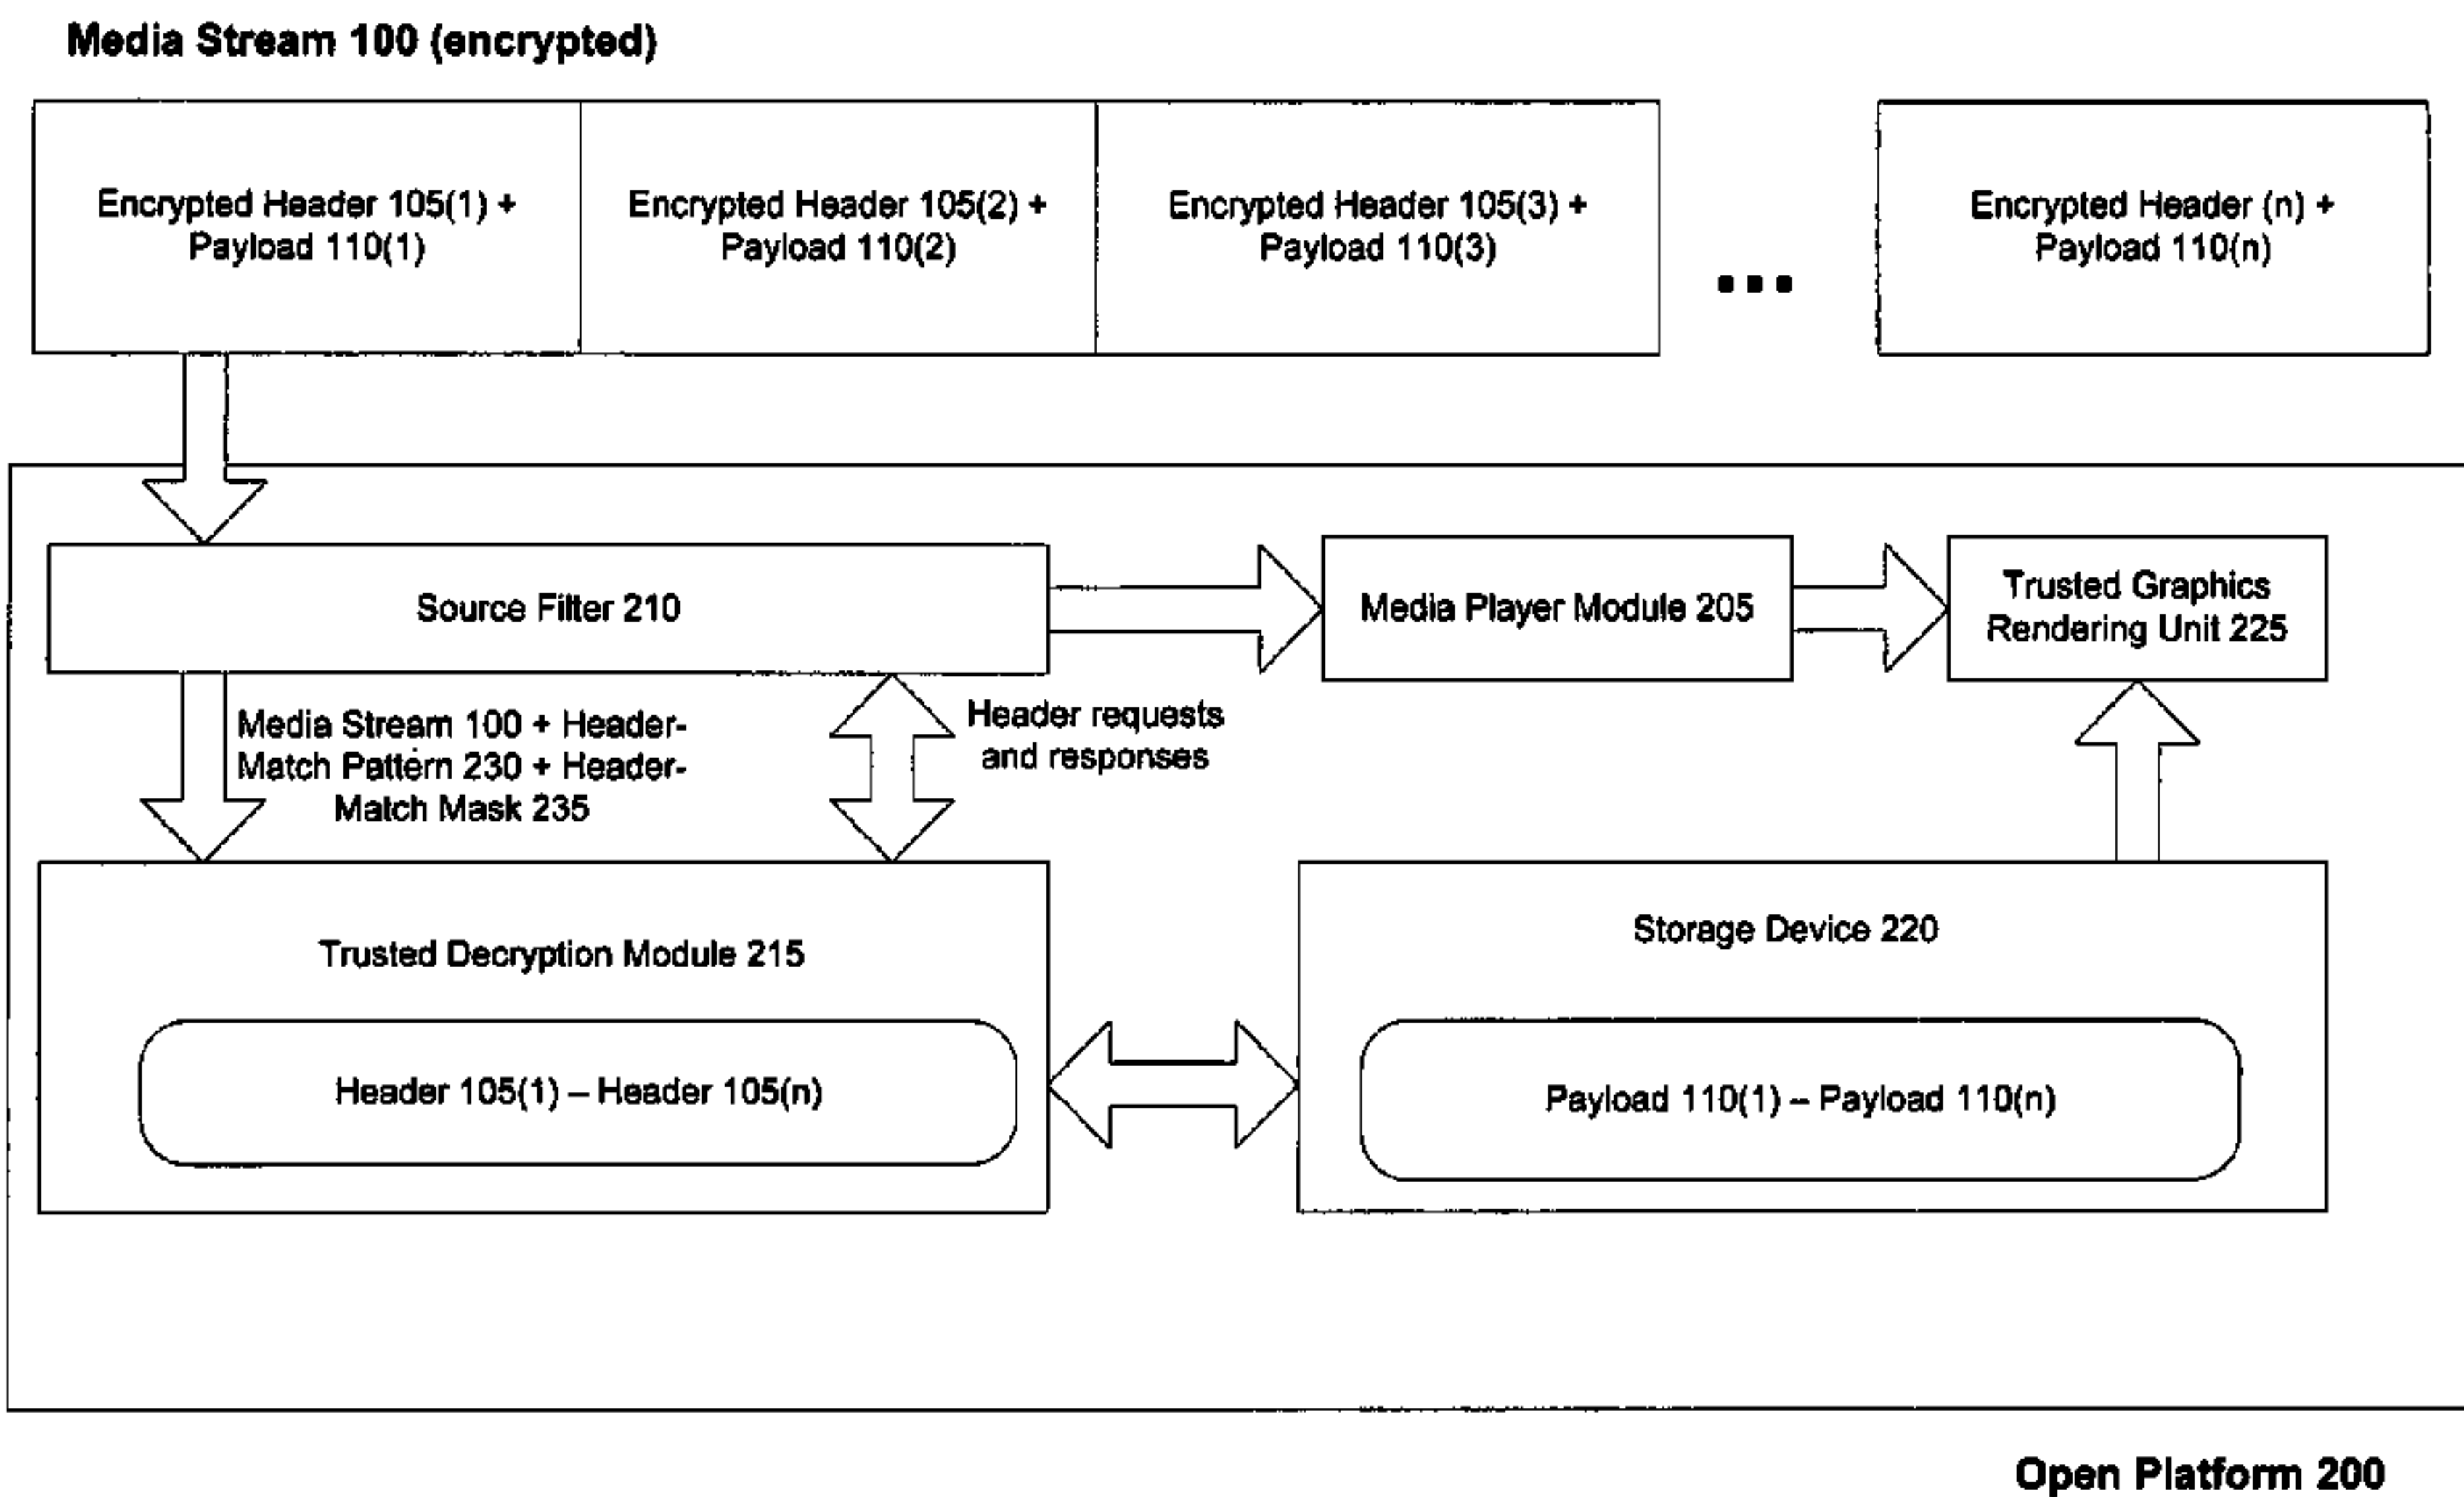 Media Stream 100 (encrypted)
Encrypted Header 105(1) +
Payload 110(1)
Encrypted Header 105(2) +
Payload 110(2)
Encrypted Header 105(3) +
Payload 110(3)
...
Encrypted Header (n) +
Payload 110(n)
Source Filter 210
Media Player Module 205
Trusted Graphics
Rendering Unit 225
Media Stream 100 + Header-
Match Pattern 230 + Header-
Match Mask 235
Header requests
and responses
Trusted Decryption Module 215
Header 105(1) – Header 105(n)
Storage Device 220
Payload 110(1) – Payload 110(n)
Open Platform 200